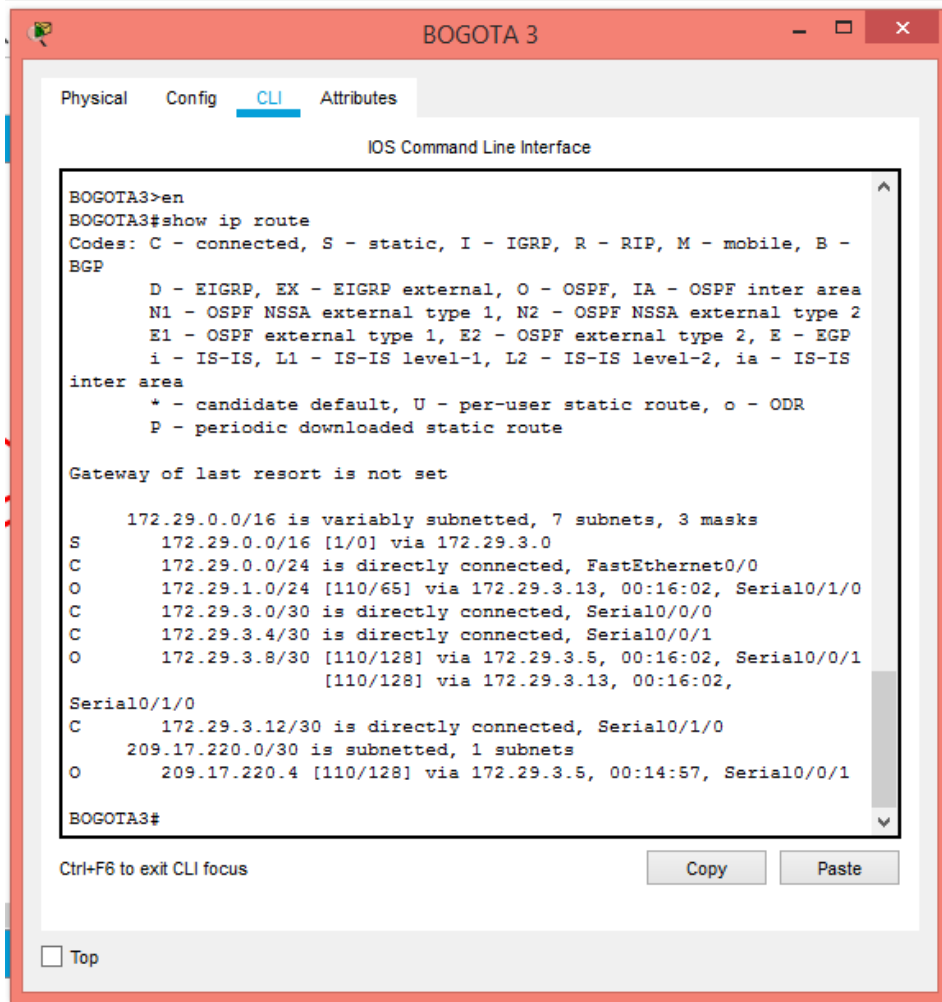 BOGOTA 3
Physical Config CLI Attributes
IOS Command Line Interface
BOGOTA3>en
BOGOTA3#show ip route
Codes: C - connected, S - static, I - IGRP, R - RIP, M - mobile, B -
BGP
D - EIGRP, EX - EIGRP external, O - OSPF, IA - OSPF inter area
N1 - OSPF NSSA external type 1, N2 - OSPF NSSA external type 2
E1 - OSPF external type 1, E2 - OSPF external type 2, E - EGP
i - IS-IS, L1 - IS-IS level-1, L2 - IS-IS level-2, ia - IS-IS
inter area
* - candidate default, U - per-user static route, o - ODR
P - periodic downloaded static route
Gateway of last resort is not set
172.29.0.0/16 is variably subnetted, 7 subnets, 3 masks
S 172.29.0.0/16 [1/0] via 172.29.3.0
C 172.29.0.0/24 is directly connected, FastEthernet0/0
O 172.29.1.0/24 [110/65] via 172.29.3.13, 00:16:02, Serial0/1/0
C 172.29.3.0/30 is directly connected, Serial0/0/0
C 172.29.3.4/30 is directly connected, Serial0/0/1
O 172.29.3.8/30 [110/128] via 172.29.3.5, 00:16:02, Serial0/0/1
[110/128] via 172.29.3.13, 00:16:02,
Serial0/1/0
C 172.29.3.12/30 is directly connected, Serial0/1/0
209.17.220.0/30 is subnetted, 1 subnets
O 209.17.220.4 [110/128] via 172.29.3.5, 00:14:57, Serial0/0/1
BOGOTA3#
Ctrl+F6 to exit CLI focus
Copy Paste
Top